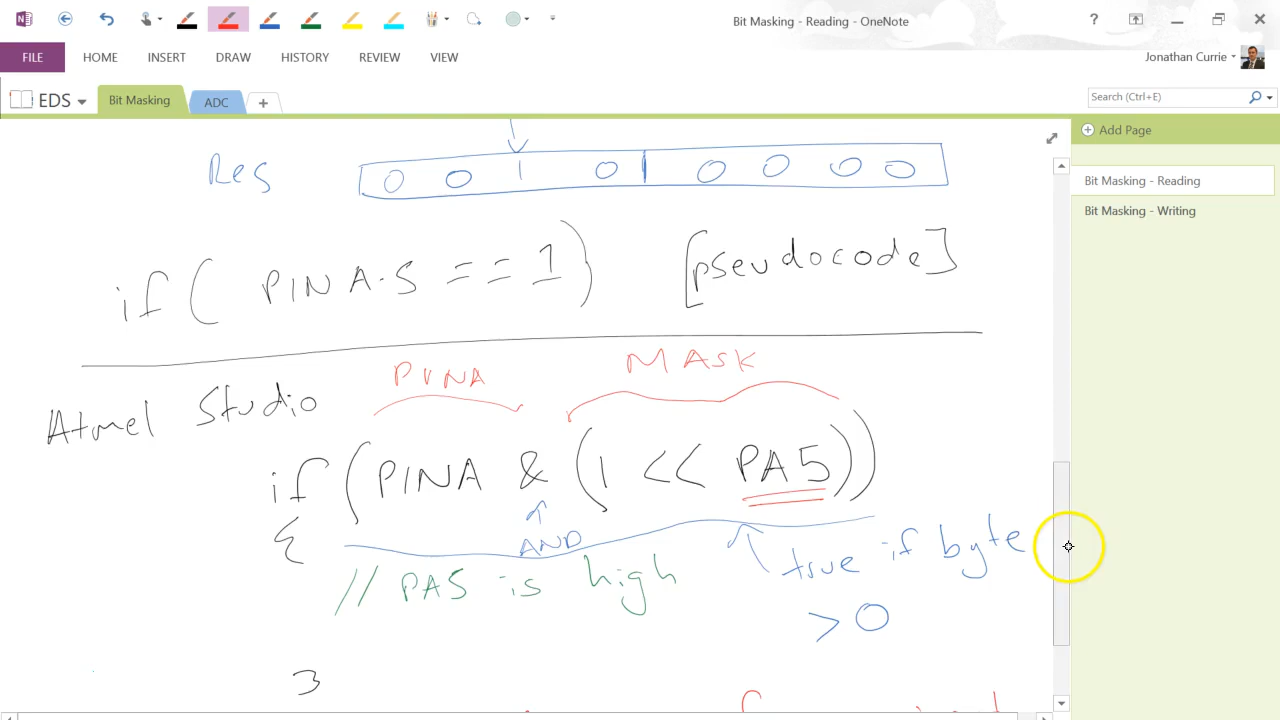 Bit Masking - Reading - OneNote
?
FILE HOME INSERT DRAW HISTORY REVIEW VIEW
Jonathan Currie
EDS Bit Masking ADC +
Search (Ctrl+E)
Add Page
Bit Masking - Reading
Bit Masking - Writing
Res 0 0 1 0 0 0 0 0
if( PINA.5 == 1) [pseudocode]
PINA MASK
Atmel Studio
if (PINA & (1 << PA5))
{
AND
true if byte
> 0
// PA5 is high
}